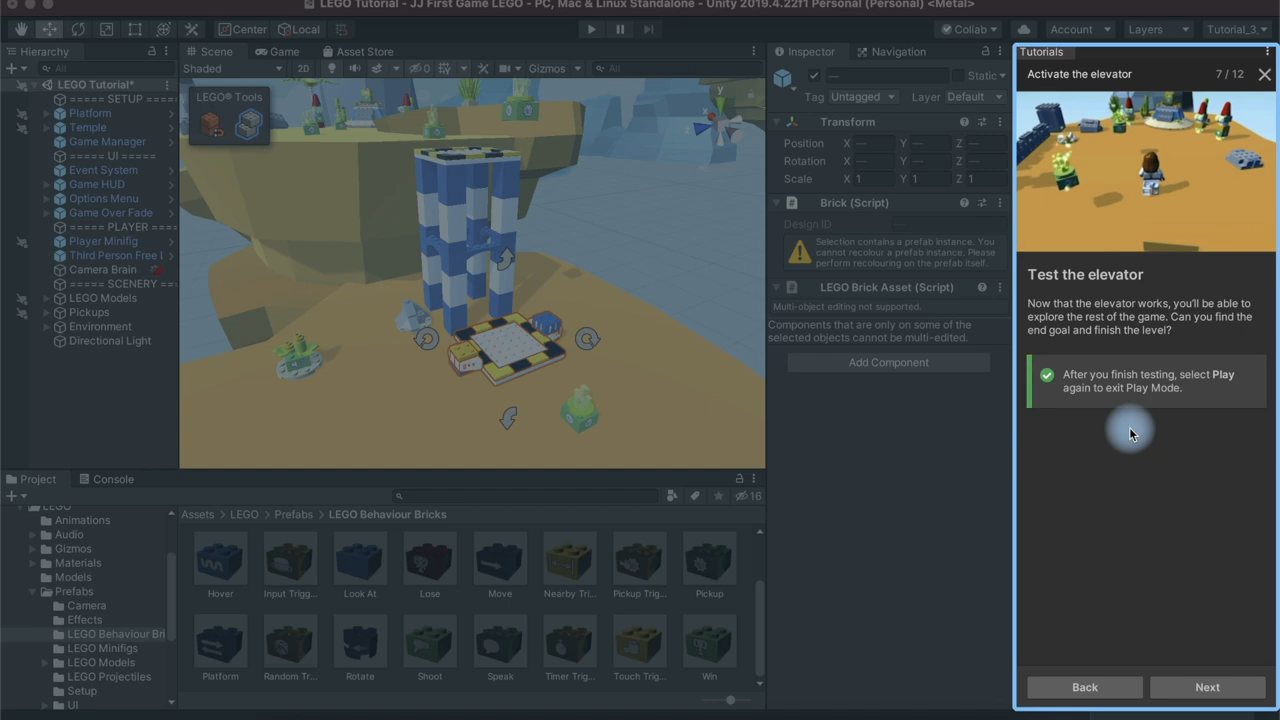 LEGO Tutorial - JJ First Game LEGO - PC, Mac & Linux Standalone - Unity 2019.4.22f1 Personal (Personal) <Metal>
Center Local Collab Account Layers Tutorial_3
Hierarchy
All
LEGO Tutorial*
===== SETUP =====
Platform
Temple
Game Manager
===== UI =====
Event System
Game HUD
Options Menu
Game Over Fade
===== PLAYER =====
Player Minifig
Third Person Free L
Camera Brain
===== SCENERY ===
LEGO Models
Pickups
Environment
Directional Light
Scene Game Asset Store
Shaded 2D 0 Gizmos All
LEGO® Tools
y
x
z
Inspector Navigation
— Static
Tag Untagged Layer Default
Transform
Position X — Y — Z —
Rotation X — Y — Z —
Scale X 1 Y 1 Z 1
Brick (Script)
Design ID —
Selection contains a prefab instance. You
cannot recolour a prefab instance. Please
perform recolouring on the prefab itself.
LEGO Brick Asset (Script)
Multi-object editing not supported.
Components that are only on some of the
selected objects cannot be multi-edited.
Add Component
Tutorials
Activate the elevator 7 / 12
Test the elevator
Now that the elevator works, you'll be able to
explore the rest of the game. Can you find the
end goal and finish the level?
After you finish testing, select Play
again to exit Play Mode.
Back Next
Project Console
16
LEGO
Animations
Audio
Gizmos
Materials
Models
Prefabs
Camera
Effects
LEGO Behaviour Bri
LEGO Minifigs
LEGO Models
LEGO Projectiles
Setup
UI
Assets > LEGO > Prefabs > LEGO Behaviour Bricks
Hover Input Trigg... Look At Lose Move Nearby Tri... Pickup Trig... Pickup
Platform Random Tr... Rotate Shoot Speak Timer Trig... Touch Trig... Win